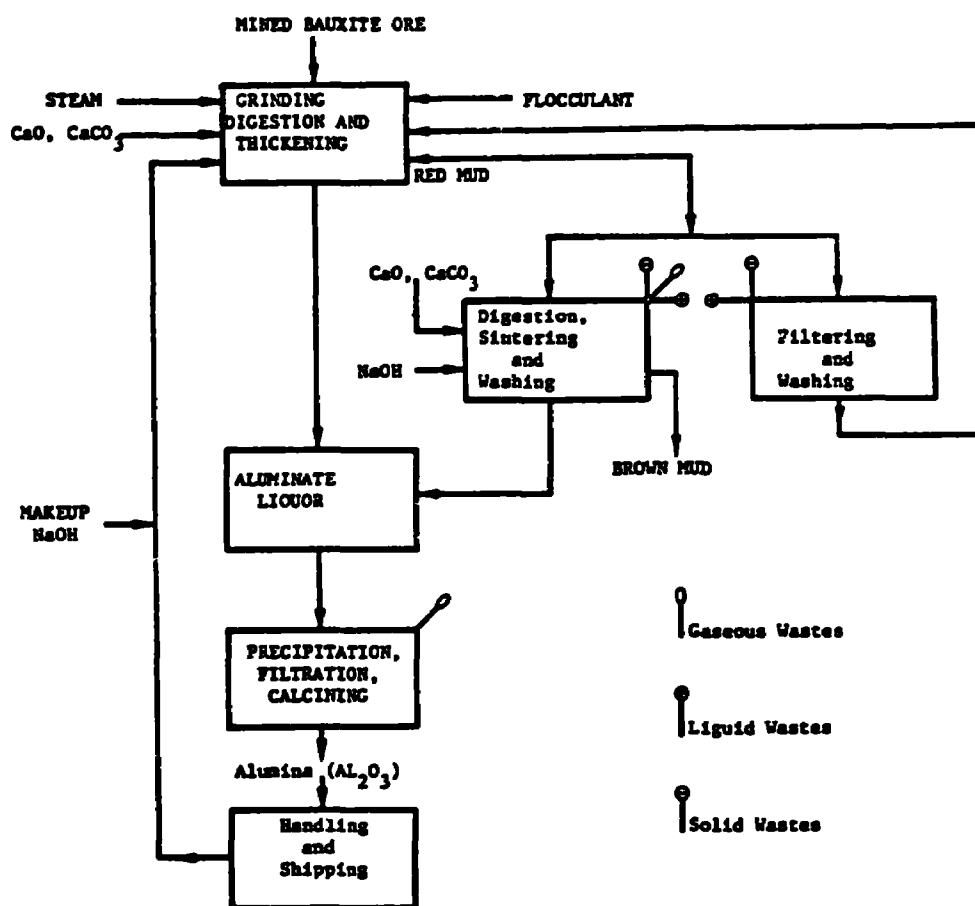 MINED BAUXITE ORE
STEAM
CaO, CaCO3
GRINDING
DIGESTION AND
THICKENING
FLOCCULANT
RED MUD
CaO, CaCO3
NaOH
Digestion,
Sintering
and
Washing
Filtering
and
Washing
BROWN MUD
ALUMINATE
LIQUOR
MAKEUP
NaOH
PRECIPITATION,
FILTRATION,
CALCINING
Alumina (AL2O3)
Handling
and
Shipping
Gaseous Wastes
Liguid Wastes
Solid Wastes